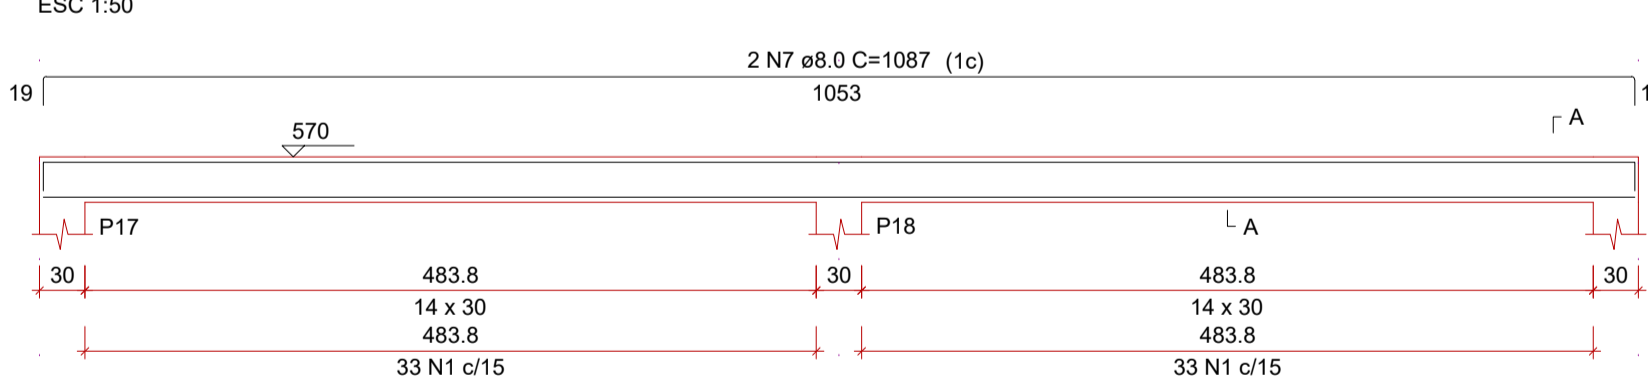 ESC 1:50
2 N7 ø8.0 C=1087 (1c)
19 1053 1
570
A
P17 P18 A
30 483.8 30 483.8 30
14 x 30 14 x 30
483.8 483.8
33 N1 c/15 33 N1 c/15